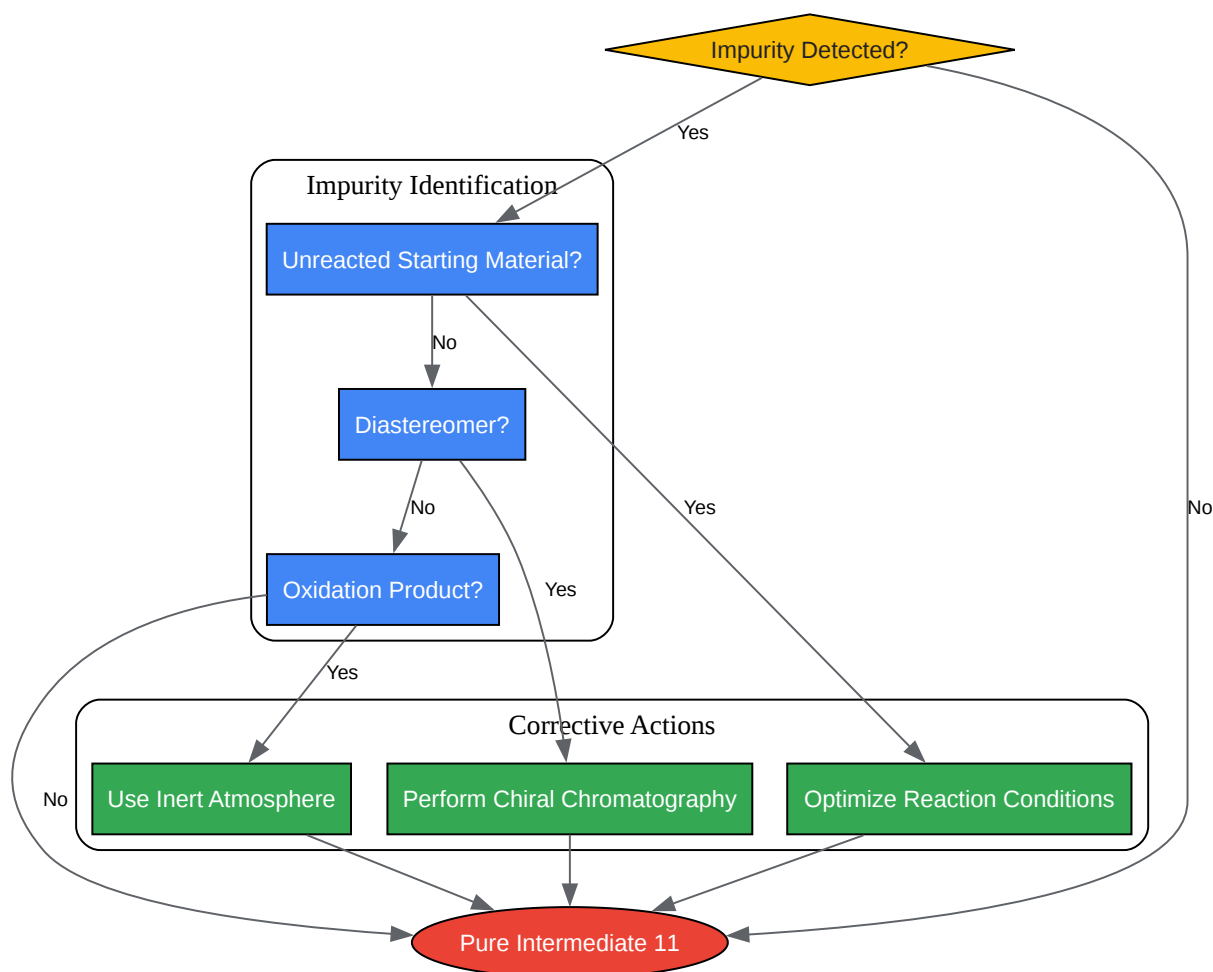 Impurity Detected?
Yes
Impurity Identification
Unreacted Starting Material?
No
Diastereomer?
Yes
No
No
Oxidation Product?
Yes
Yes
Corrective Actions
Use Inert Atmosphere
Perform Chiral Chromatography
Optimize Reaction Conditions
No
Pure Intermediate 11